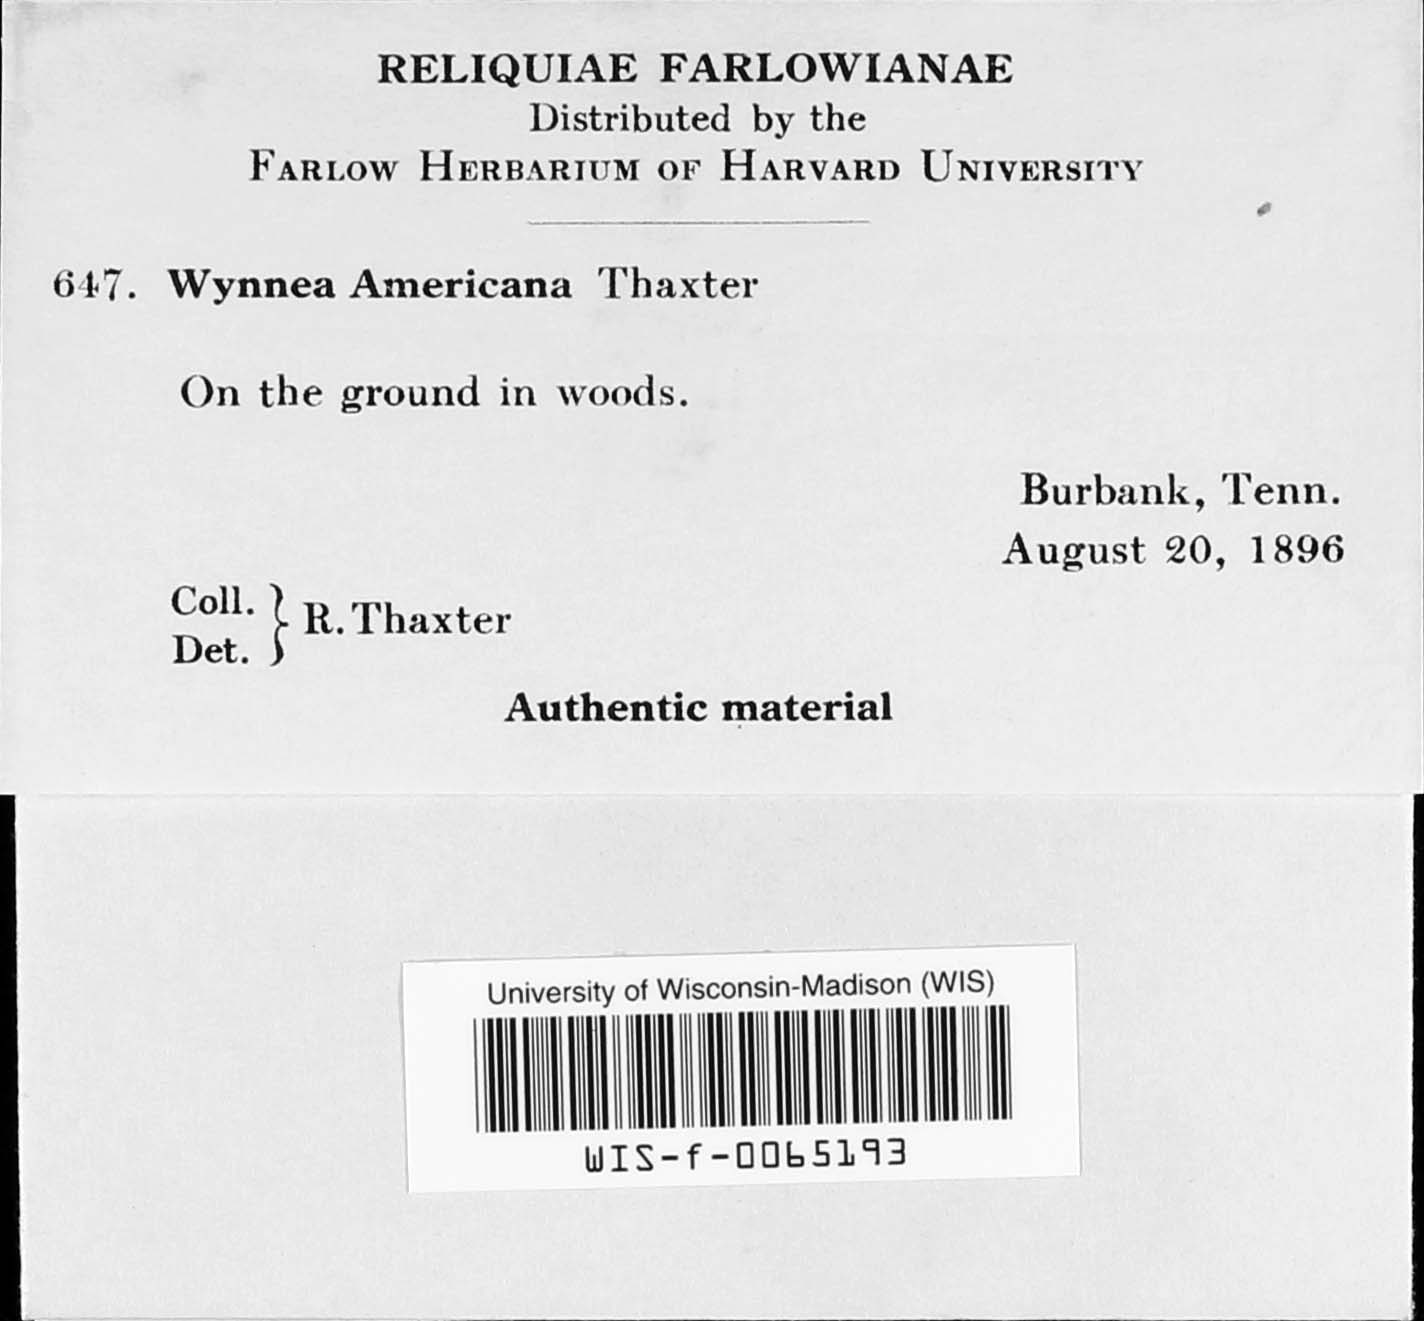 RELIQUIAE FARLOWIANAE
Distributed by the
FARLOW HERBARIUM OF HARVARD UNIVERSITY
647. Wynnea Americana Thaxter
On the ground in woods.
Burbank, Tenn.
August 20, 1896
Coll. } R. Thaxter
Det.
Authentic material
University of Wisconsin-Madison (WIS)
WIS-f-0065193